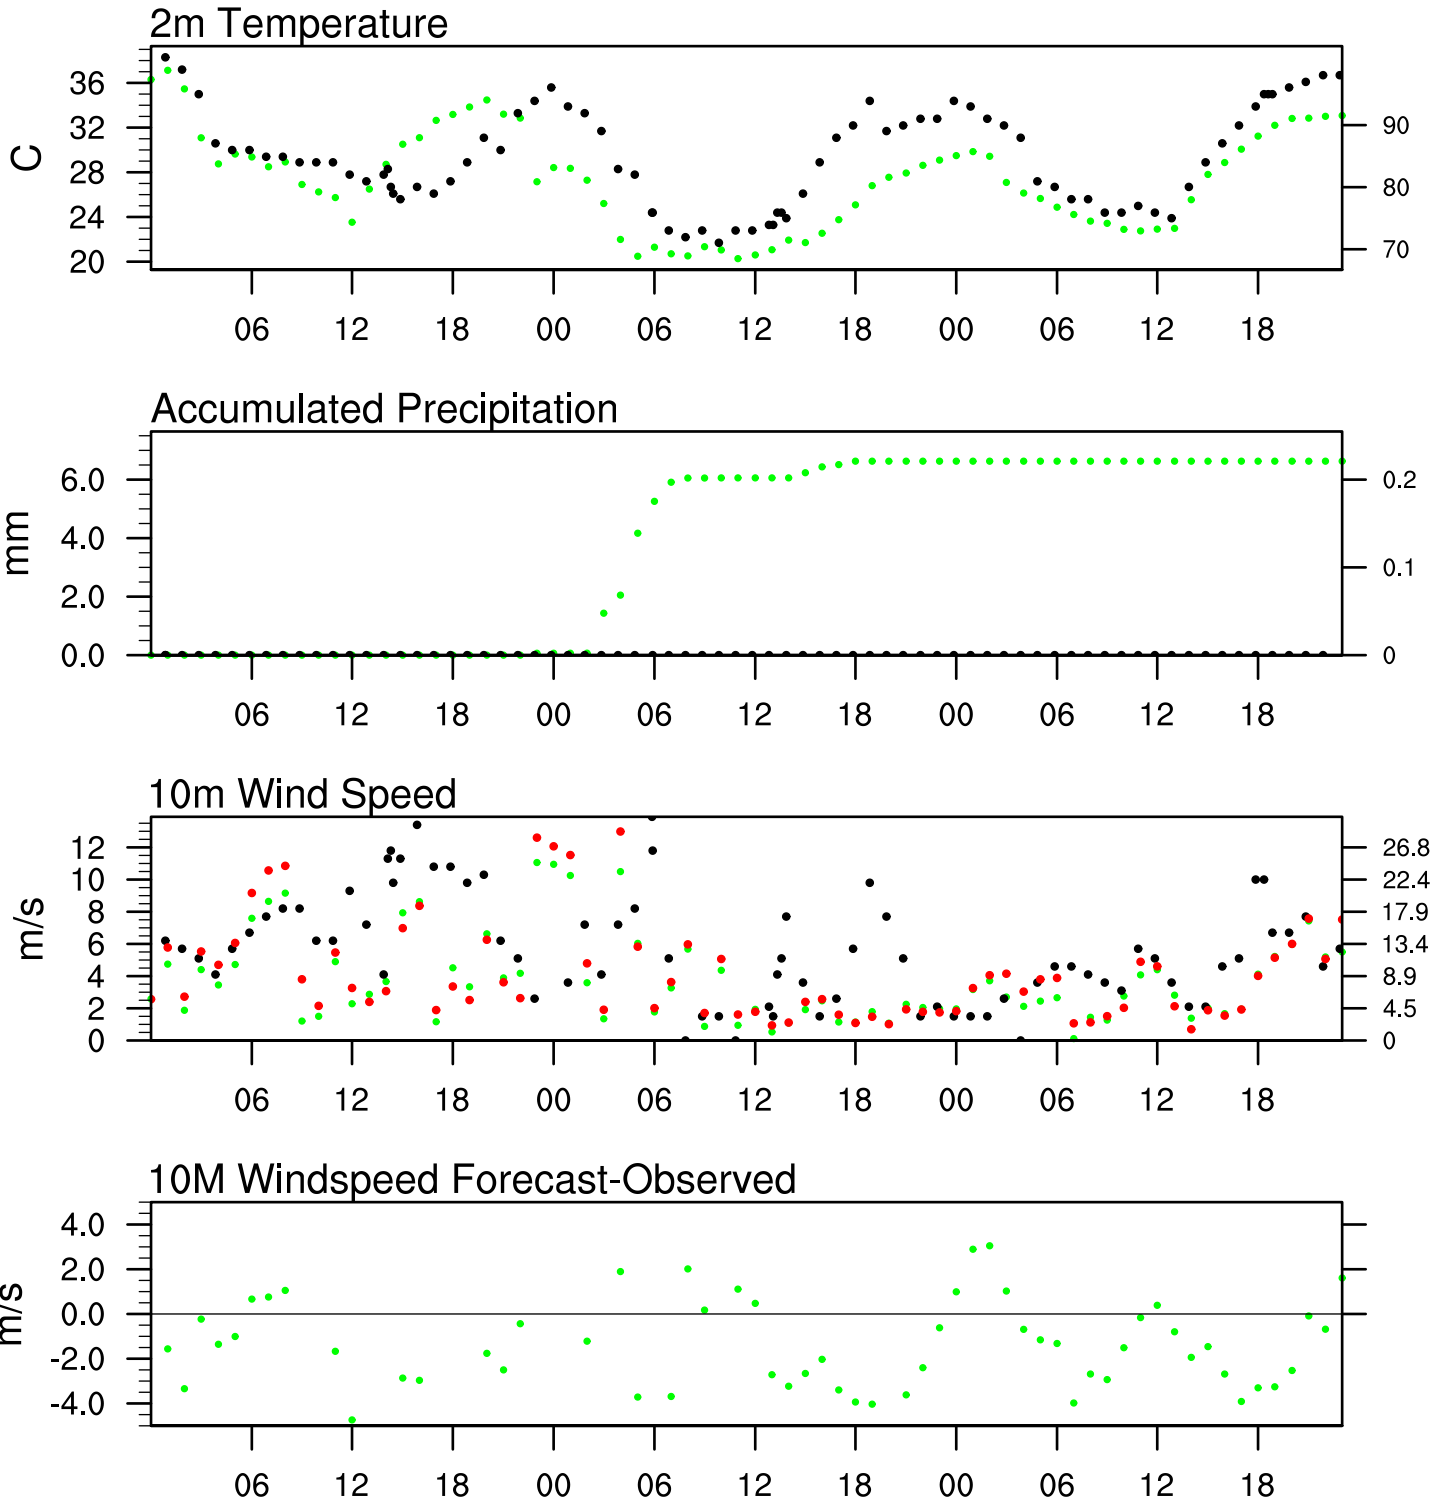 2m Temperature
C
36
32
28
24
20
90
80
70
06 12 18 00 06 12 18 00 06 12 18
Accumulated Precipitation
mm
6.0
4.0
2.0
0.0
0.2
0.1
0
06 12 18 00 06 12 18 00 06 12 18
10m Wind Speed
m/s
12
10
8
6
4
2
0
26.8
22.4
17.9
13.4
8.9
4.5
0
06 12 18 00 06 12 18 00 06 12 18
10M Windspeed Forecast-Observed
m/s
4.0
2.0
0.0
-2.0
-4.0
06 12 18 00 06 12 18 00 06 12 18